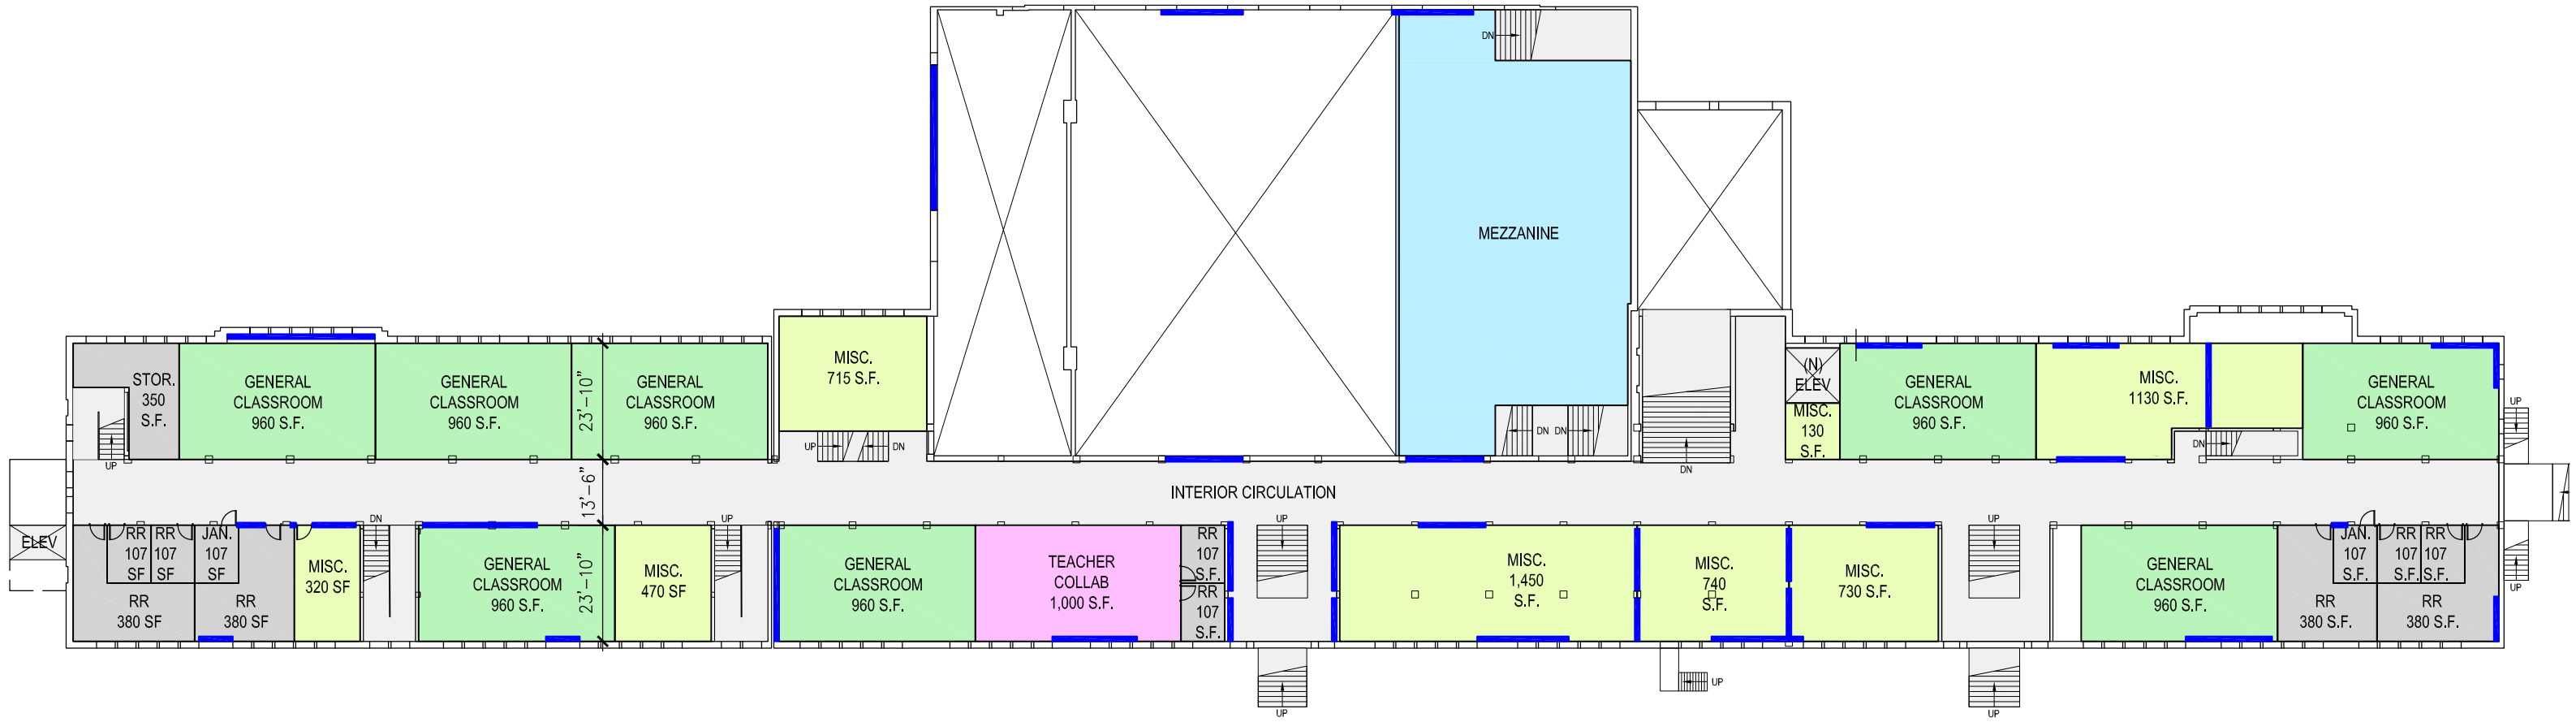 DN
MEZZANINE
STOR.
350
S.F.
UP
GENERAL
CLASSROOM
960 S.F.
GENERAL
CLASSROOM
960 S.F.
23'-10"
GENERAL
CLASSROOM
960 S.F.
MISC.
715 S.F.
UP
DN
DN
DN
DN
(N)
ELEV
MISC.
130
S.F.
GENERAL
CLASSROOM
960 S.F.
MISC.
1130 S.F.
DN
GENERAL
CLASSROOM
960 S.F.
UP
13'-6"
INTERIOR CIRCULATION
ELEV
RR
107
SF
RR
107
SF
JAN.
107
SF
RR
380 SF
RR
380 SF
MISC.
320 SF
DN
GENERAL
CLASSROOM
960 S.F.
23'-10"
MISC.
470 SF
UP
GENERAL
CLASSROOM
960 S.F.
TEACHER
COLLAB
1,000 S.F.
RR
107
S.F.
RR
107
S.F.
UP
MISC.
1,450
S.F.
MISC.
740
S.F.
MISC.
730 S.F.
UP
GENERAL
CLASSROOM
960 S.F.
JAN.
107
S.F.
RR
107
S.F.
RR
107
S.F.
RR
380 S.F.
RR
380 S.F.
UP
UP
UP
UP